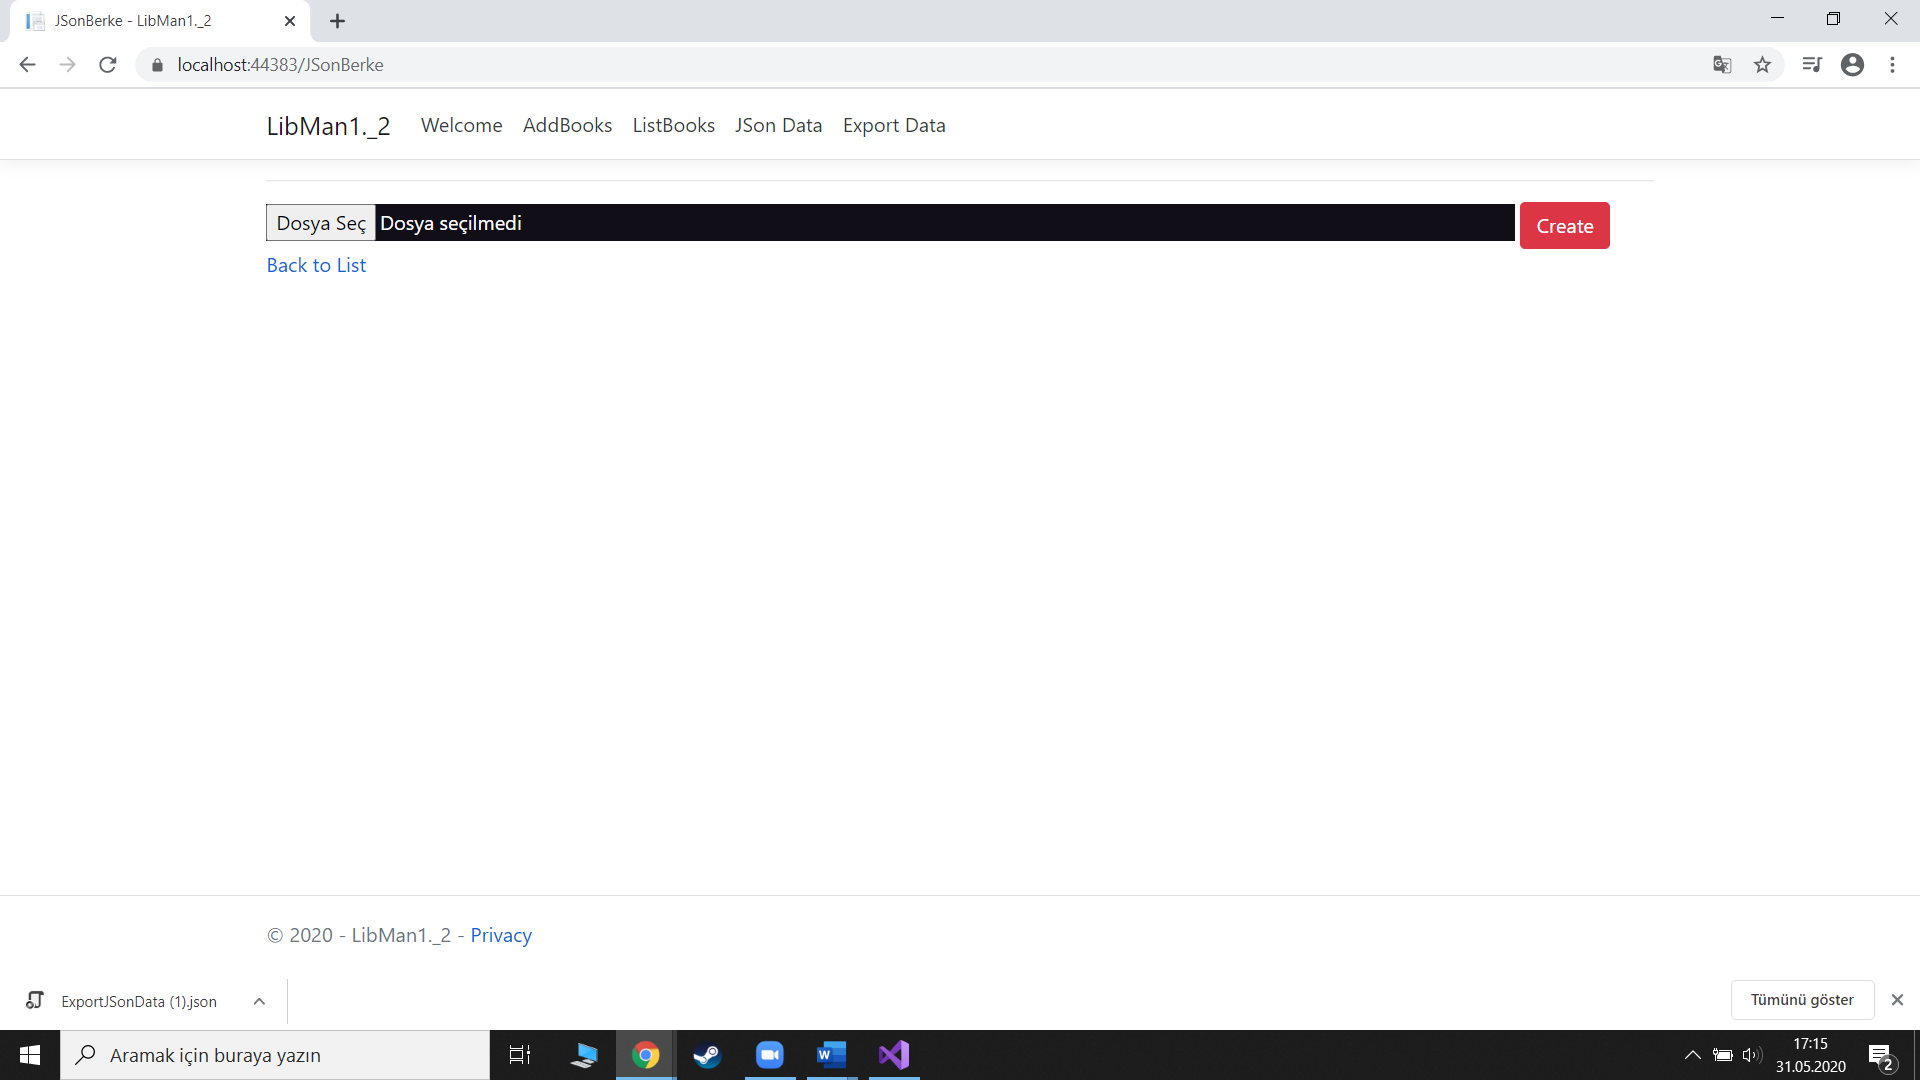 JSonBerke - LibMan1._2
localhost:44383/JSonBerke
LibMan1._2 Welcome AddBooks ListBooks JSon Data Export Data
Dosya Seç Dosya seçilmedi Create
Back to List
© 2020 - LibMan1._2 - Privacy
ExportJSonData (1).json Tümünü göster
Aramak için buraya yazın
17:15
31.05.2020
2